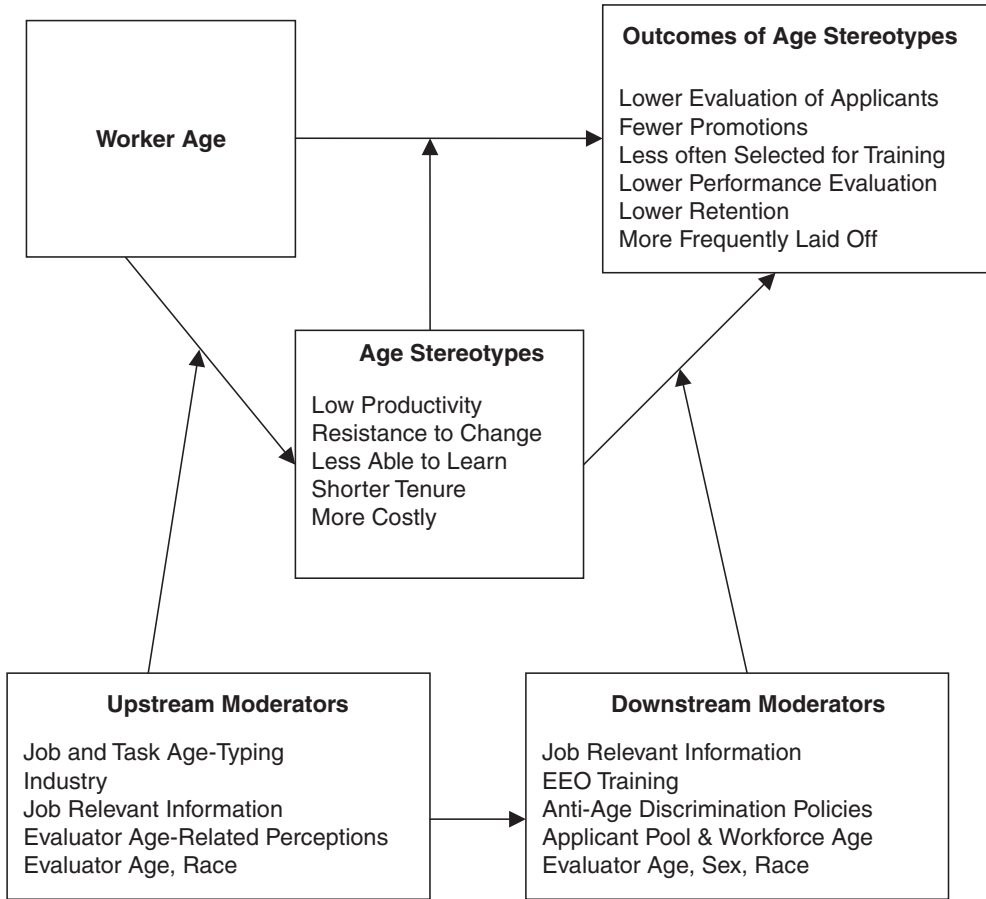 Worker Age
Outcomes of Age Stereotypes
Lower Evaluation of Applicants
Fewer Promotions
Less often Selected for Training
Lower Performance Evaluation
Lower Retention
More Frequently Laid Off
Age Stereotypes
Low Productivity
Resistance to Change
Less Able to Learn
Shorter Tenure
More Costly
Upstream Moderators
Job and Task Age-Typing
Industry
Job Relevant Information
Evaluator Age-Related Perceptions
Evaluator Age, Race
Downstream Moderators
Job Relevant Information
EEO Training
Anti-Age Discrimination Policies
Applicant Pool & Workforce Age
Evaluator Age, Sex, Race